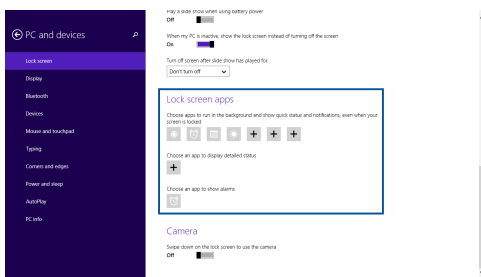 Play a slide show when using battery power
Off
PC and devices
When my PC is inactive, show the lock screen instead of turning off the screen
On
Lock screen
Turn off screen after slide show has played for
Don't turn off
Display
Bluetooth
Lock screen apps
Devices
Choose apps to run in the background and show quick status and notifications, even when your
screen is locked
Mouse and touchpad
Typing
Choose an app to display detailed status
Corners and edges
Power and sleep
Choose an app to show alarms
AutoPlay
PC info
Camera
Swipe down on the lock screen to use the camera
Off